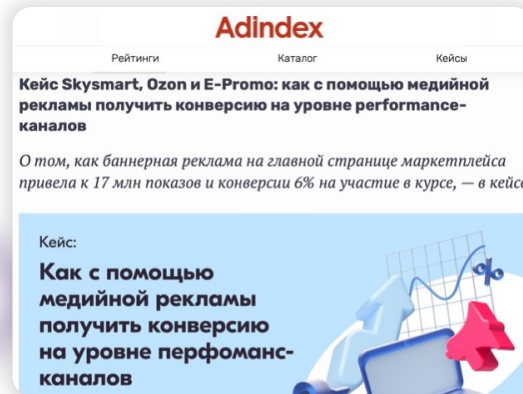 Adindex
Рейтинги Каталог Кейсы
Кейс Skysmart, Ozon и E-Promo: как с помощью медийной
рекламы получить конверсию на уровне performance-
каналов
О том, как баннерная реклама на главной странице маркетплейса
привела к 17 млн показов и конверсии 6% на участие в курсе, — в кейсе
Кейс:
Как с помощью
медийной рекламы
получить конверсию
на уровне перфоманс-
каналов
%